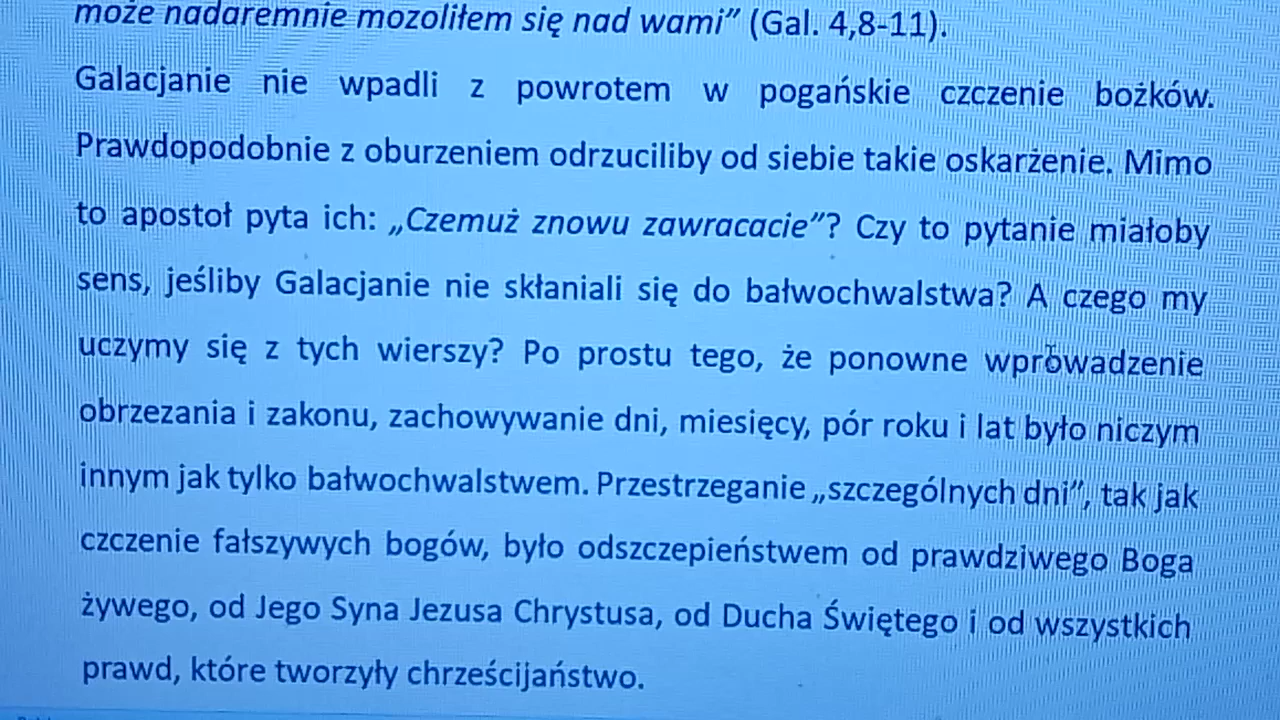 może nadaremnie mozoliłem się nad wami” (Gal. 4,8-11).
Galacjanie nie wpadli z powrotem w pogańskie czczenie bożków.
Prawdopodobnie z oburzeniem odrzuciliby od siebie takie oskarżenie. Mimo
to apostoł pyta ich: „Czemuż znowu zawracacie”? Czy to pytanie miałoby
sens, jeśliby Galacjanie nie skłaniali się do bałwochwalstwa? A czego my
uczymy się z tych wierszy? Po prostu tego, że ponowne wprowadzenie
obrzezania i zakonu, zachowywanie dni, miesięcy, pór roku i lat było niczym
innym jak tylko bałwochwalstwem. Przestrzeganie „szczególnych dni”, tak jak
czczenie fałszywych bogów, było odszczepieństwem od prawdziwego Boga
żywego, od Jego Syna Jezusa Chrystusa, od Ducha Świętego i od wszystkich
prawd, które tworzyły chrześcijaństwo.